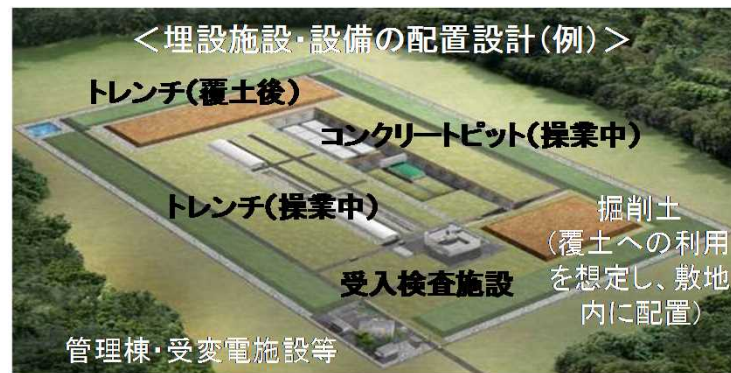 ＜埋設施設・設備の配置設計(例)＞
トレンチ(覆土後)
コンクリートピット(操業中)
トレンチ(操業中)
掘削土
(覆土への利用
を想定し、敷地
内に配置)
受入検査施設
管理棟・受変電施設等